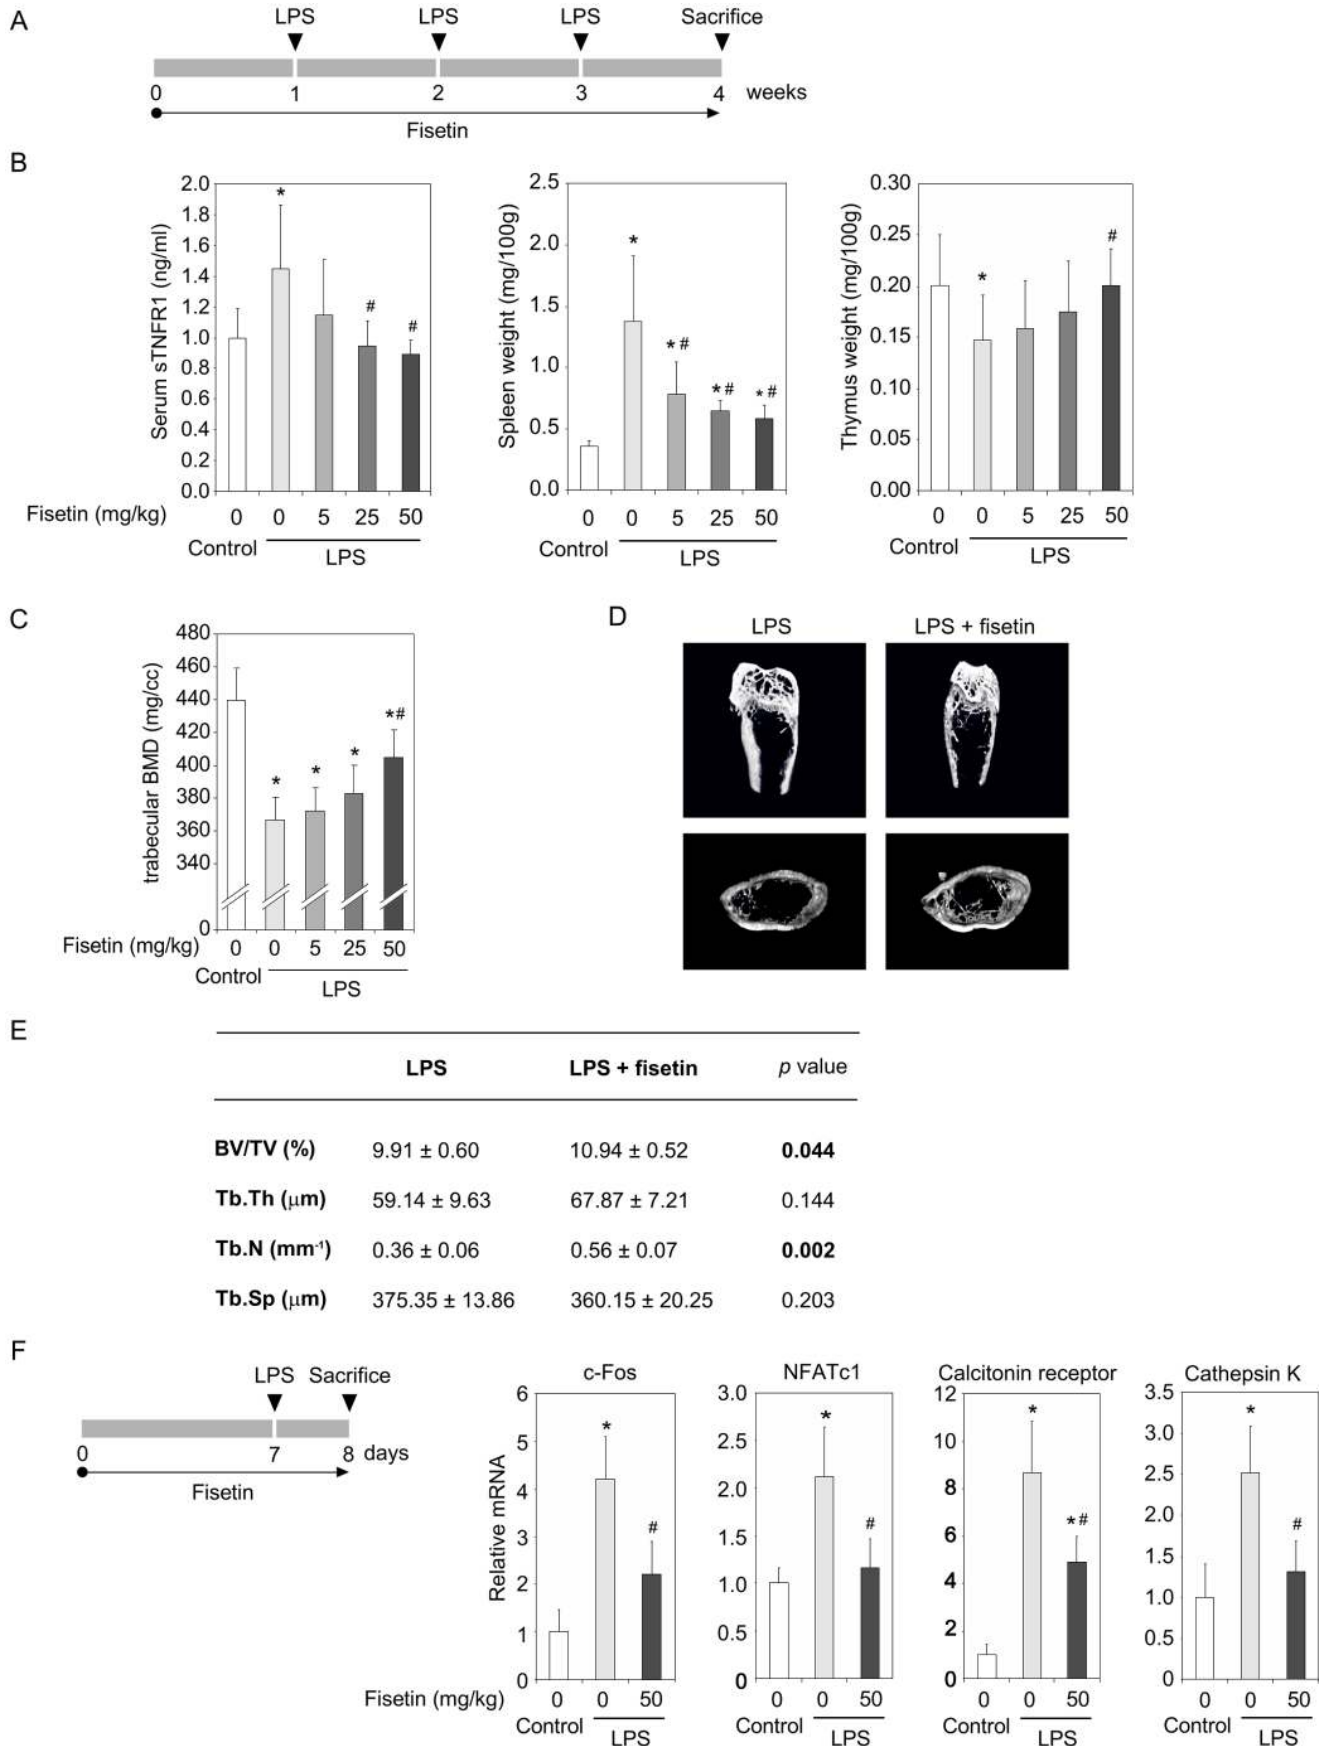 A
LPS LPS LPS Sacrifice
0 1 2 3 4 weeks
Fisetin
B
Serum sTNFR1 (ng/ml)
2.0
1.8
1.6
1.4
1.2
1.0
0.8
0.6
0.4
0.2
0.0
* # #
Fisetin (mg/kg) 0 0 5 25 50
Control LPS
Spleen weight (mg/100g)
2.5
2.0
1.5
1.0
0.5
0.0
* *# *# *#
0 0 5 25 50
Control LPS
Thymus weight (mg/100g)
0.30
0.25
0.20
0.15
0.10
0.05
0.00
* #
0 0 5 25 50
Control LPS
C
trabecular BMD (mg/cc)
480
460
440
420
400
380
360
340
0
* * * *#
Fisetin (mg/kg) 0 0 5 25 50
Control LPS
D
LPS LPS + fisetin
E
LPS LPS + fisetin p value
BV/TV (%) 9.91 ± 0.60 10.94 ± 0.52 0.044
Tb.Th (μm) 59.14 ± 9.63 67.87 ± 7.21 0.144
Tb.N (mm⁻¹) 0.36 ± 0.06 0.56 ± 0.07 0.002
Tb.Sp (μm) 375.35 ± 13.86 360.15 ± 20.25 0.203
F
LPS Sacrifice
0 7 8 days
Fisetin
Relative mRNA
c-Fos
6
5
4
3
2
1
0
* #
Fisetin (mg/kg) 0 0 50
Control LPS
NFATc1
3.0
2.5
2.0
1.5
1.0
0.5
0
* #
0 0 50
Control LPS
Calcitonin receptor
12
10
8
6
4
2
0
* *#
0 0 50
Control LPS
Cathepsin K
3.5
3.0
2.5
2.0
1.5
1.0
0.5
0
* #
0 0 50
Control LPS